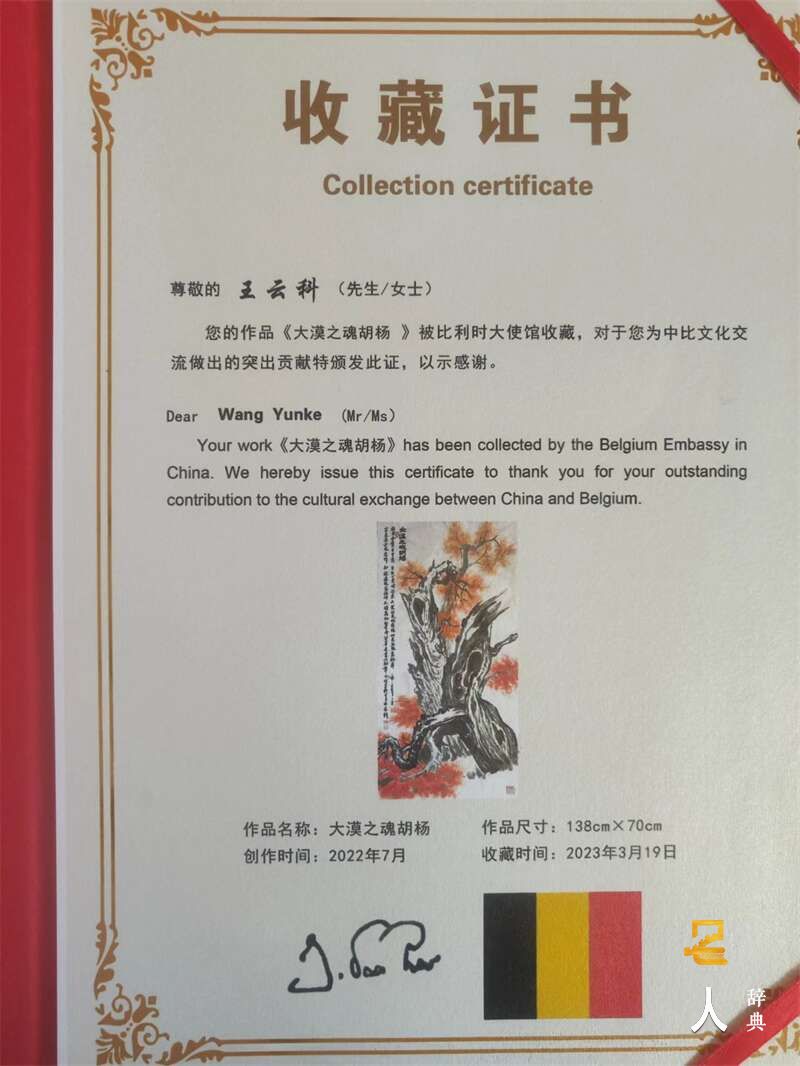 收藏证书
Collection certificate
尊敬的 王云科 （先生/女士）
您的作品《大漠之魂胡杨 》被比利时大使馆收藏，对于您为中比文化交
流做出的突出贡献特颁发此证，以示感谢。
Dear Wang Yunke （Mr/Ms）
Your work《大漠之魂胡杨》has been collected by the Belgium Embassy in
China. We hereby issue this certificate to thank you for your outstanding
contribution to the cultural exchange between China and Belgium.
大漠之魂胡杨
作品名称：大漠之魂胡杨 作品尺寸：138cm×70cm
创作时间：2022年7月 收藏时间：2023年3月19日
名人
辞典